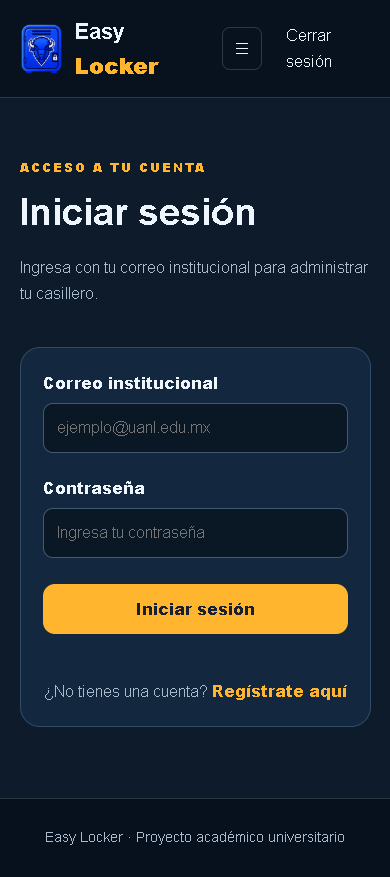 Easy
Locker
☰
Cerrar
sesión
ACCESO A TU CUENTA
Iniciar sesión
Ingresa con tu correo institucional para administrar
tu casillero.
Correo institucional
ejemplo@uanl.edu.mx
Contraseña
Ingresa tu contraseña
Iniciar sesión
¿No tienes una cuenta? Regístrate aquí
Easy Locker · Proyecto académico universitario